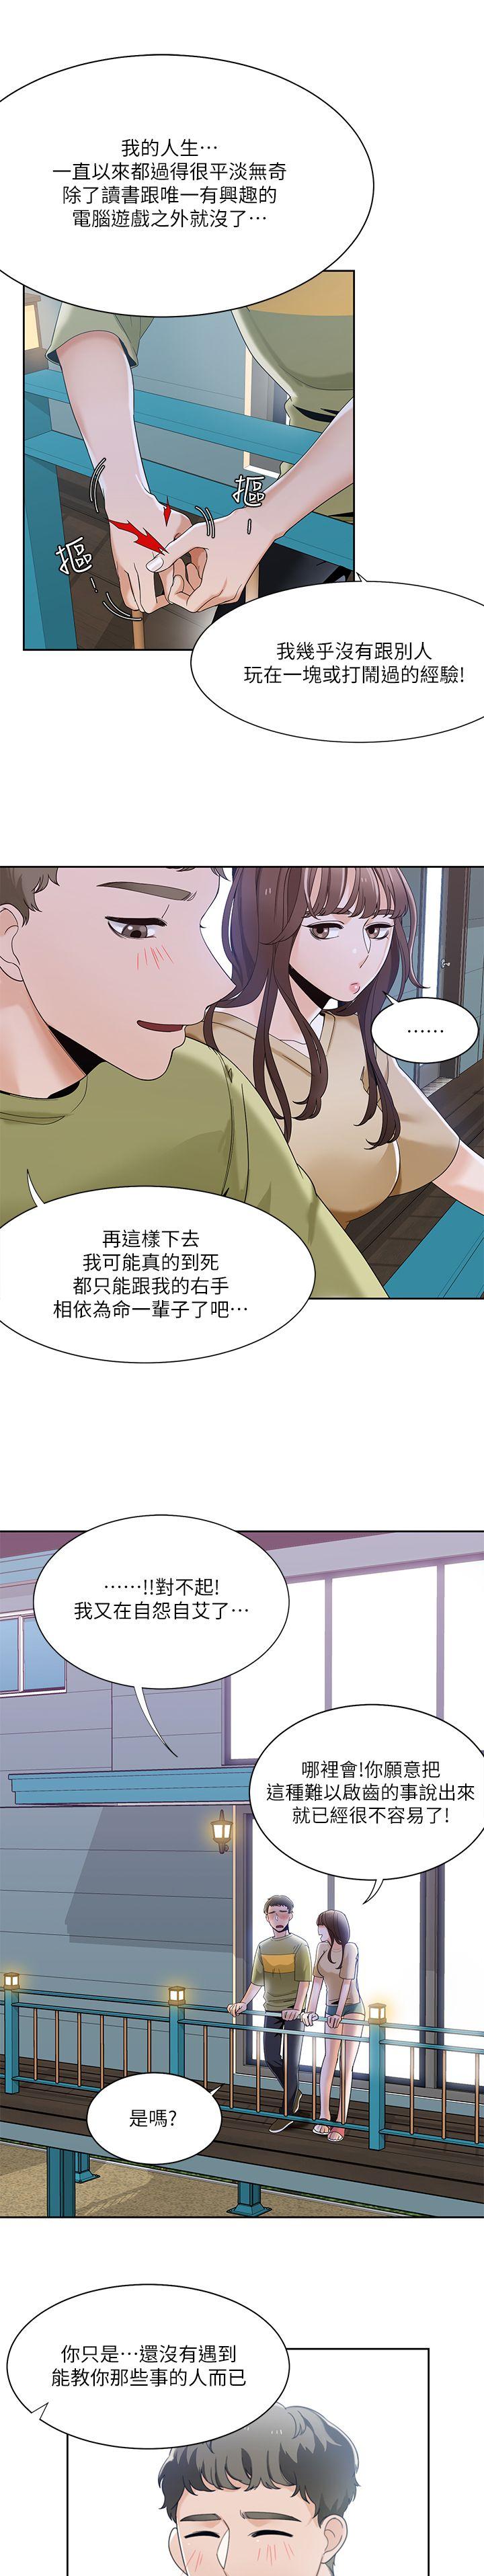 我的人生⋯
一直以來都過得很平淡無奇
除了讀書跟唯一有興趣的
電腦遊戲之外就沒了⋯
摳
摳
我幾乎沒有跟別人
玩在一塊或打鬧過的經驗!
⋯⋯
再這樣下去
我可能真的到死
都只能跟我的右手
相依為命一輩子了吧⋯
⋯⋯!!對不起!
我又在自怨自艾了⋯
哪裡會!你願意把
這種難以啟齒的事說出來
就已經很不容易了!
是嗎?
你只是⋯還沒有遇到
能教你那些事的人而已